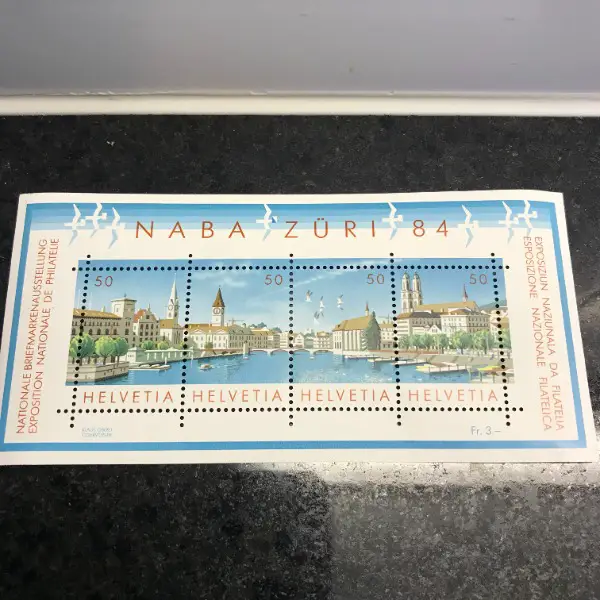 NABA ZÜRI 84
NATIONALE BRIEFMARKENAUSSTELLUNG
EXPOSITION NATIONALE DE PHILATELIE
50 50 50 50
HELVETIA HELVETIA HELVETIA HELVETIA
Fr. 3.–
EXPOSIZIUN NAZIUNALA DA FILATELIA
ESPOSIZIONE NAZIONALE FILATELICA